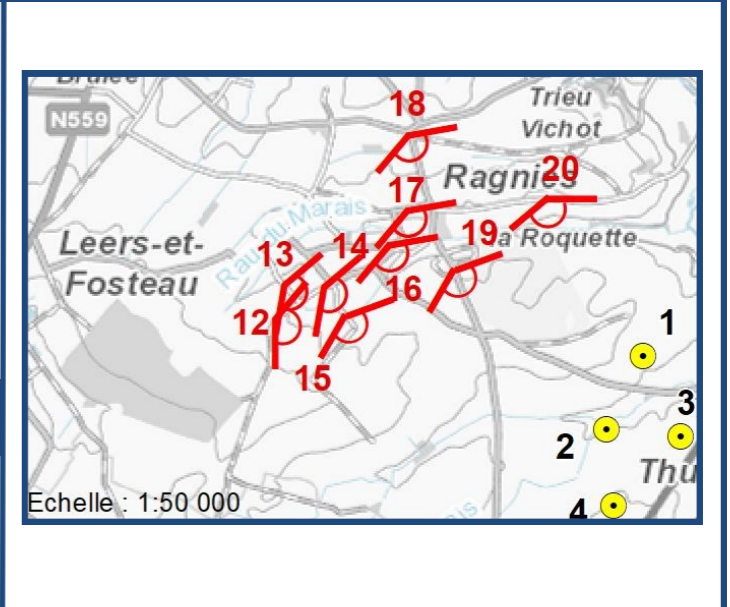 18
Trieu
Vichot
N559
Ragnies
20
17
Rau du Marais
19
la Roquette
Leers-et-
Fosteau
13
14
16
12
15
1
3
2
Thu
4
Echelle : 1:50 000